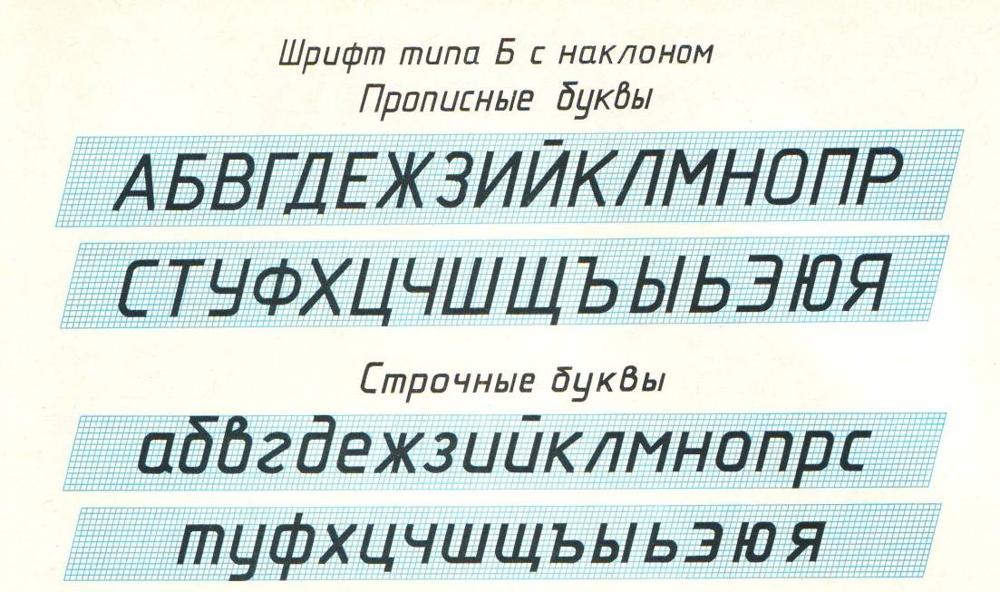 Шрифт типа Б с наклоном
Прописные буквы
АБВГДЕЖЗИЙКЛМНОПР
СТУФХЦЧШЩЪЫЬЭЮЯ
Строчные буквы
абвгдежзийклмнопрс
туфхцчшщъыьэюя